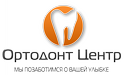 Ортодонт Центр
МЫ ПОЗАБОТИМСЯ О ВАШЕЙ УЛЫБКЕ